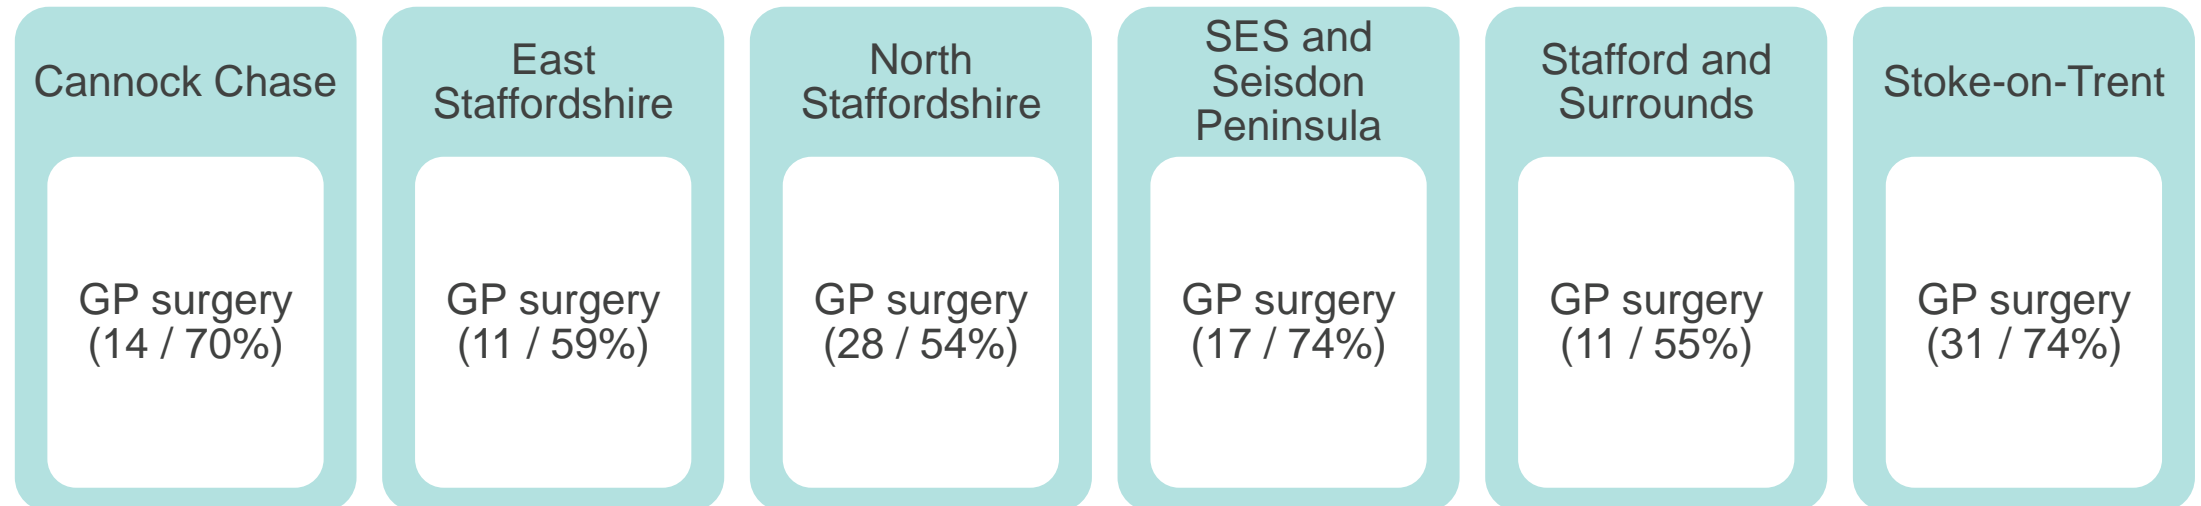 Cannock Chase
GP surgery
(14 / 70%)
East
Staffordshire
GP surgery
(11 / 59%)
North
Staffordshire
GP surgery
(28 / 54%)
SES and
Seisdon
Peninsula
GP surgery
(17 / 74%)
Stafford and
Surrounds
GP surgery
(11 / 55%)
Stoke-on-Trent
GP surgery
(31 / 74%)